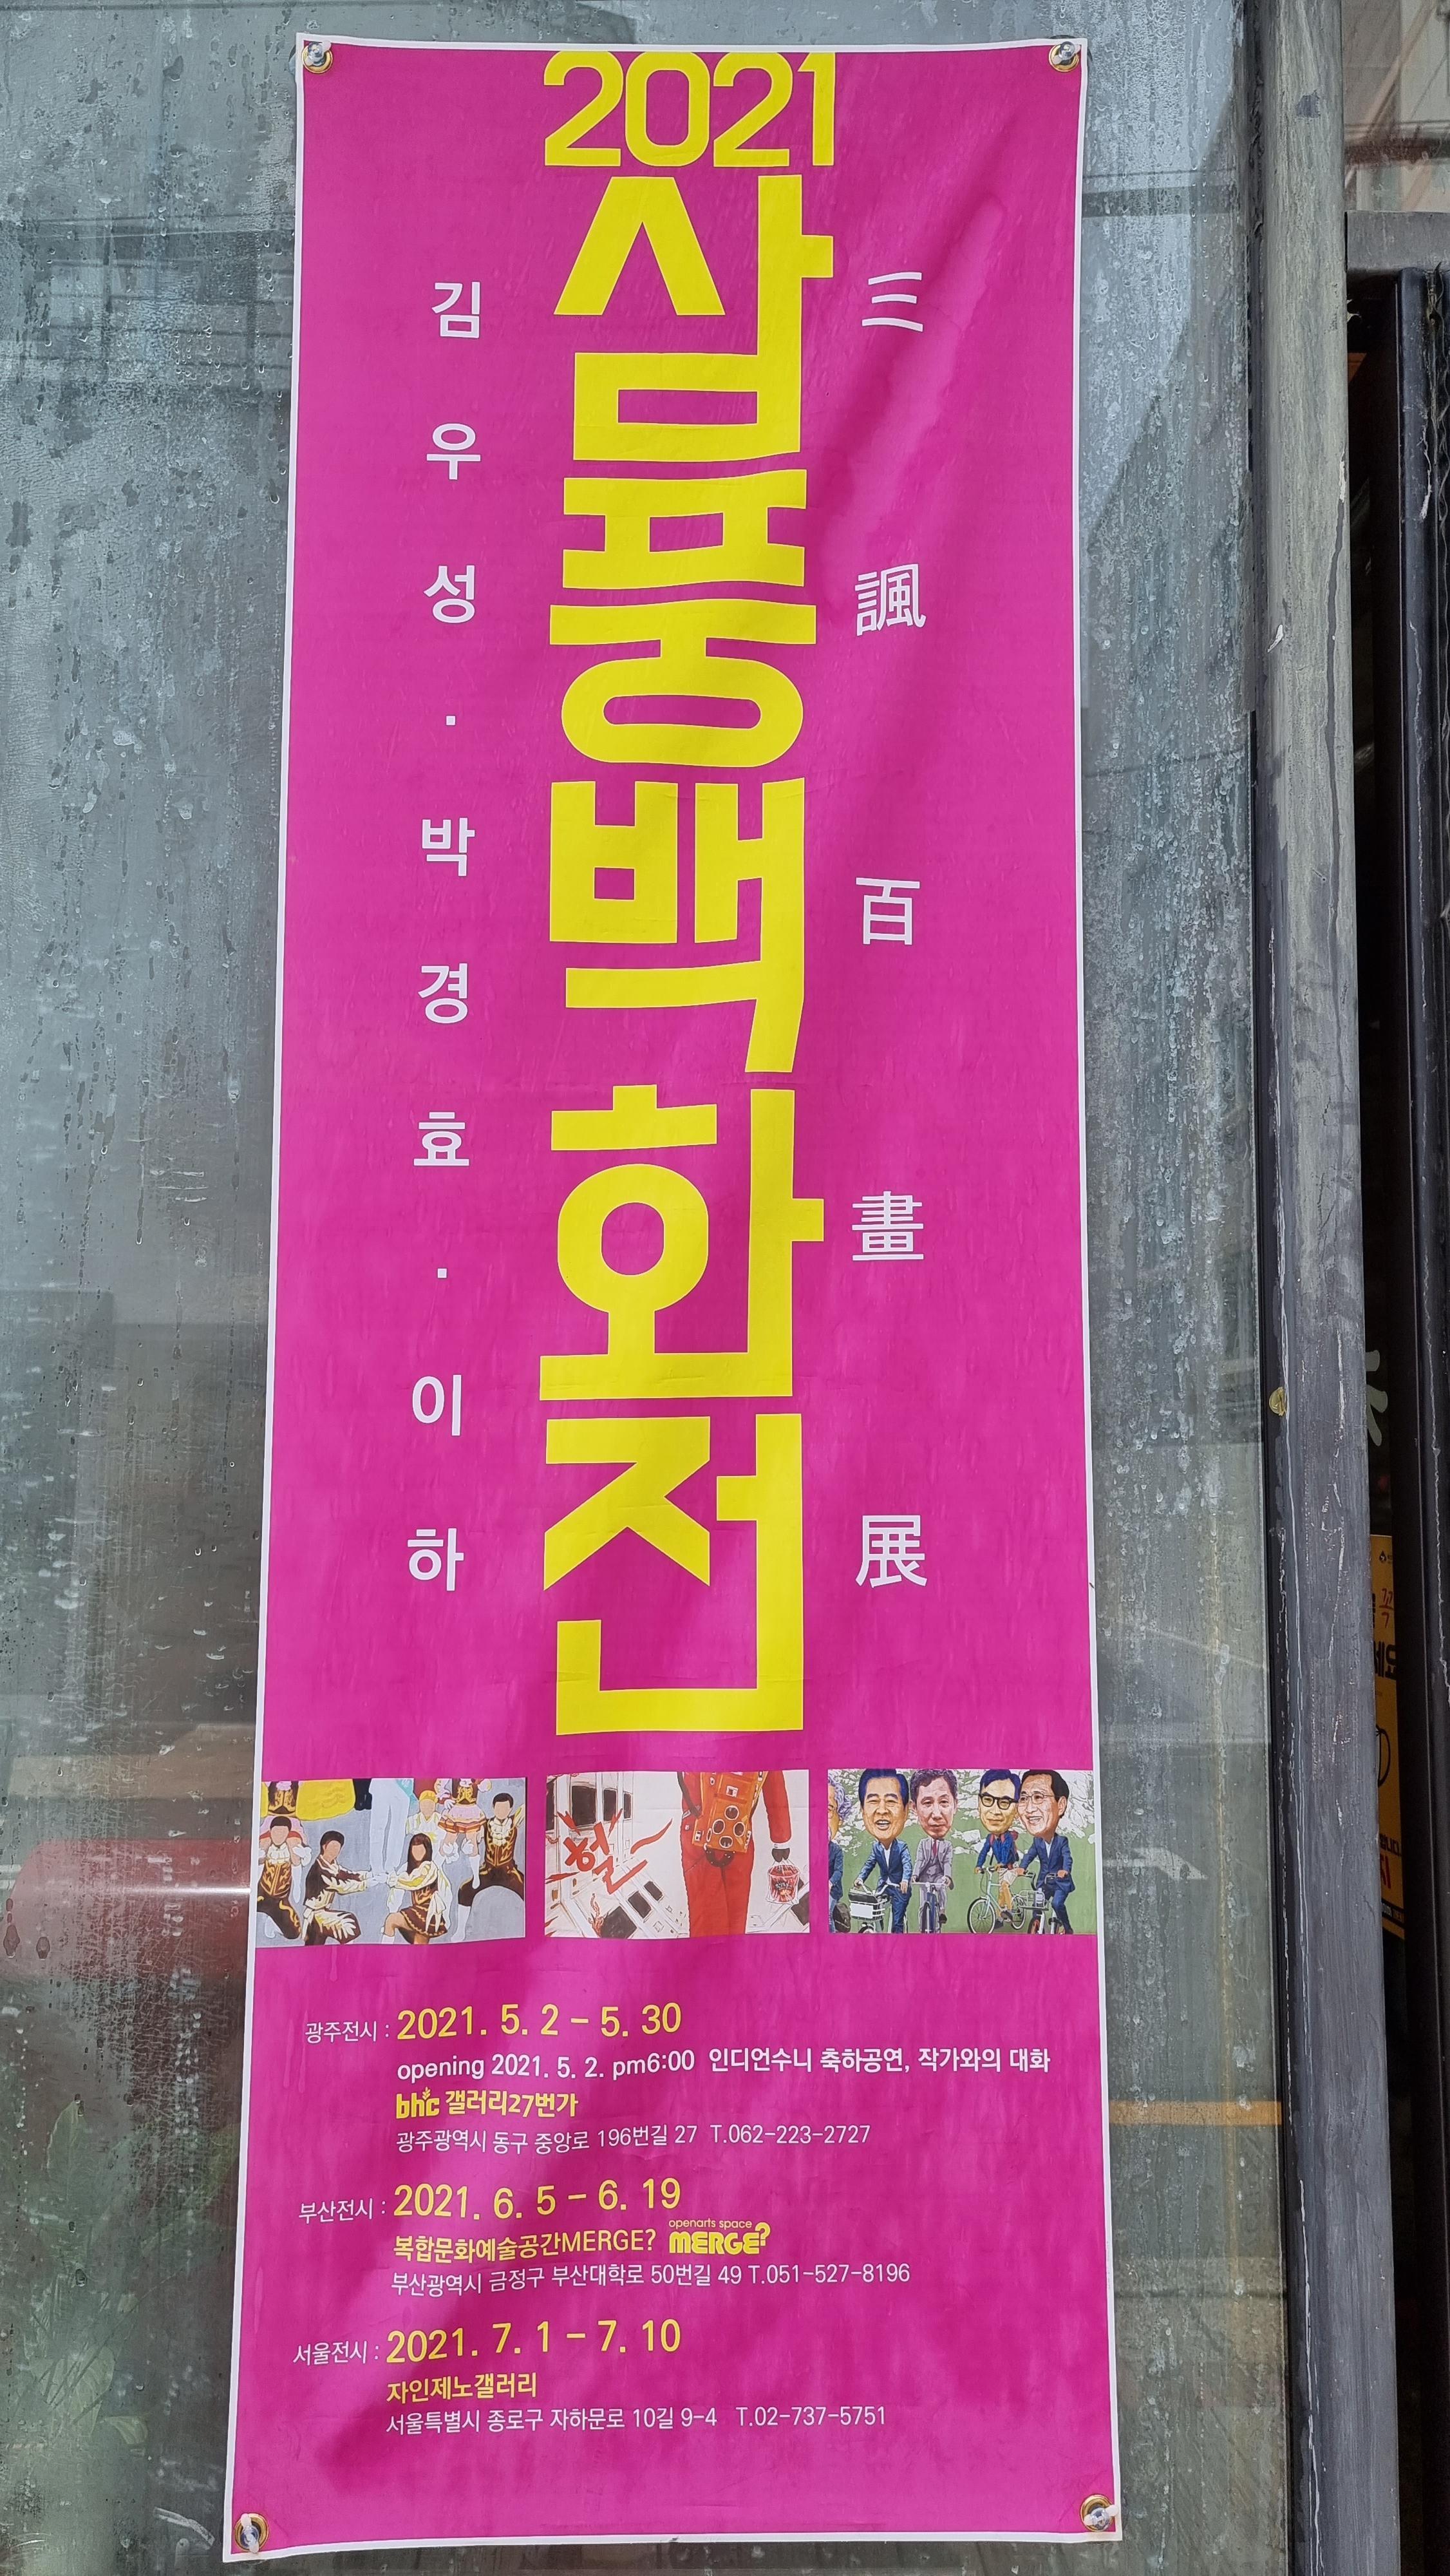 2021
삼풍백화전
三諷百畫展
김우성·박경효·이하
헐
광주전시 : 2021. 5. 2 – 5. 30
opening 2021. 5. 2. pm6:00 인디언수니 축하공연, 작가와의 대화
bhc 갤러리27번가
광주광역시 동구 중앙로 196번길 27 T.062-223-2727
부산전시 : 2021. 6. 5 – 6. 19
복합문화예술공간MERGE? openarts space MERGE?
부산광역시 금정구 부산대학로 50번길 49 T.051-527-8196
서울전시 : 2021. 7. 1 – 7. 10
자인제노갤러리
서울특별시 종로구 자하문로 10길 9-4 T.02-737-5751